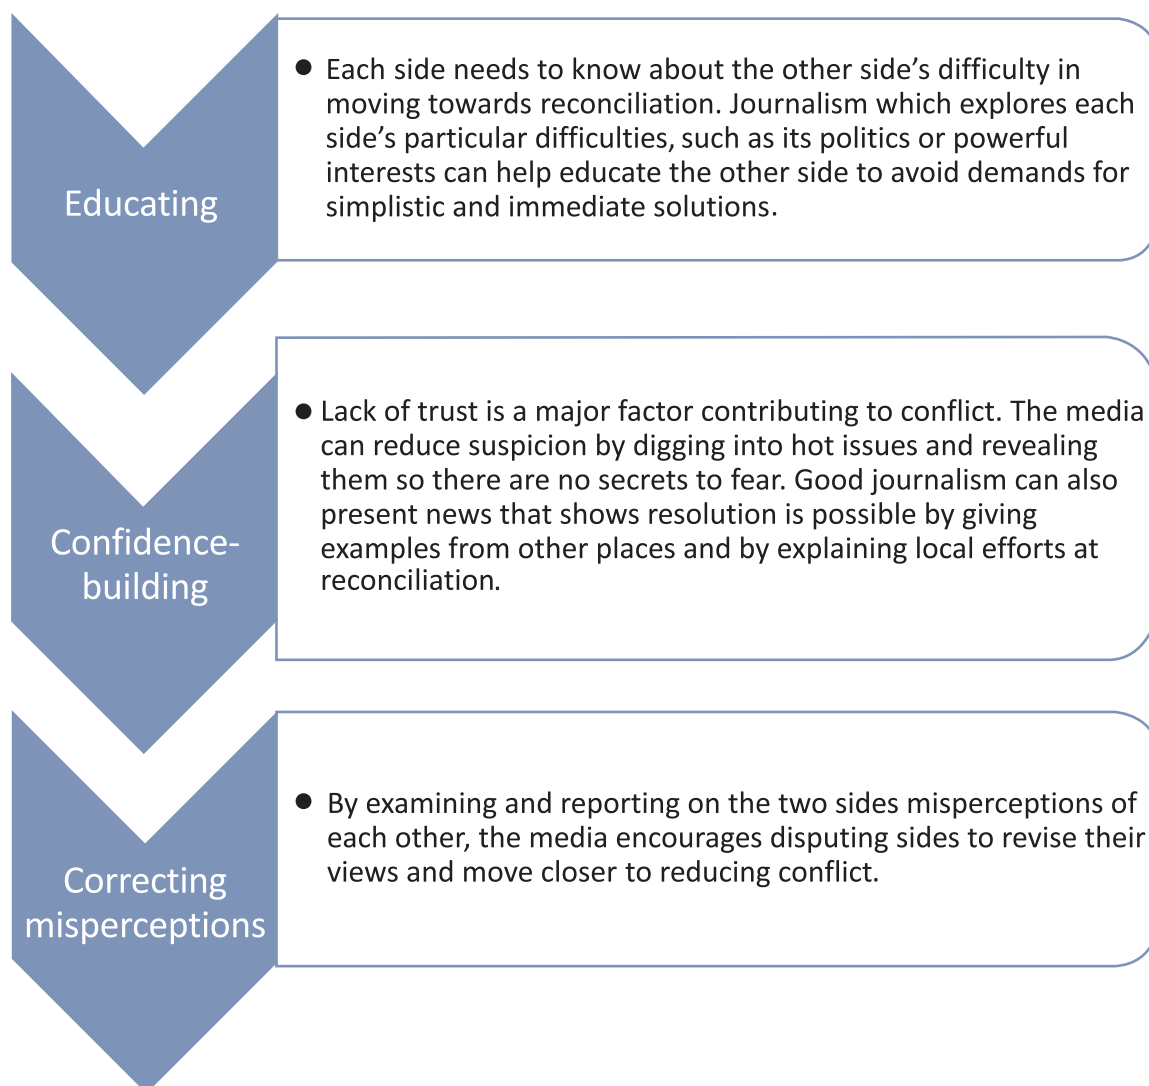 Educating
● Each side needs to know about the other side’s difficulty in
moving towards reconciliation. Journalism which explores each
side’s particular difficulties, such as its politics or powerful
interests can help educate the other side to avoid demands for
simplistic and immediate solutions.
Confidence-
building
● Lack of trust is a major factor contributing to conflict. The media
can reduce suspicion by digging into hot issues and revealing
them so there are no secrets to fear. Good journalism can also
present news that shows resolution is possible by giving
examples from other places and by explaining local efforts at
reconciliation.
Correcting
misperceptions
● By examining and reporting on the two sides misperceptions of
each other, the media encourages disputing sides to revise their
views and move closer to reducing conflict.